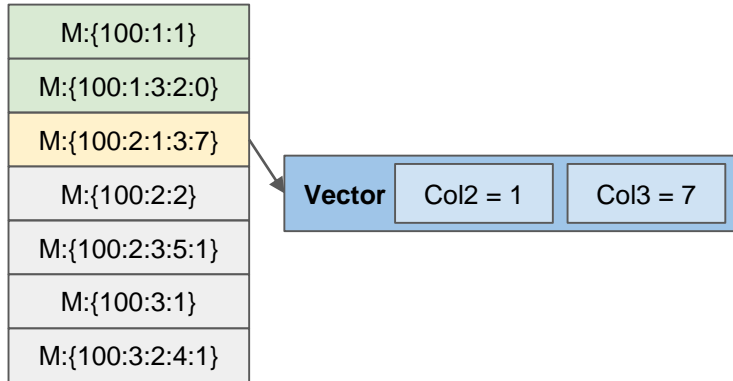 M:{100:1:1}
M:{100:1:3:2:0}
M:{100:2:1:3:7}
M:{100:2:2}
M:{100:2:3:5:1}
M:{100:3:1}
M:{100:3:2:4:1}
Vector Col2 = 1 Col3 = 7